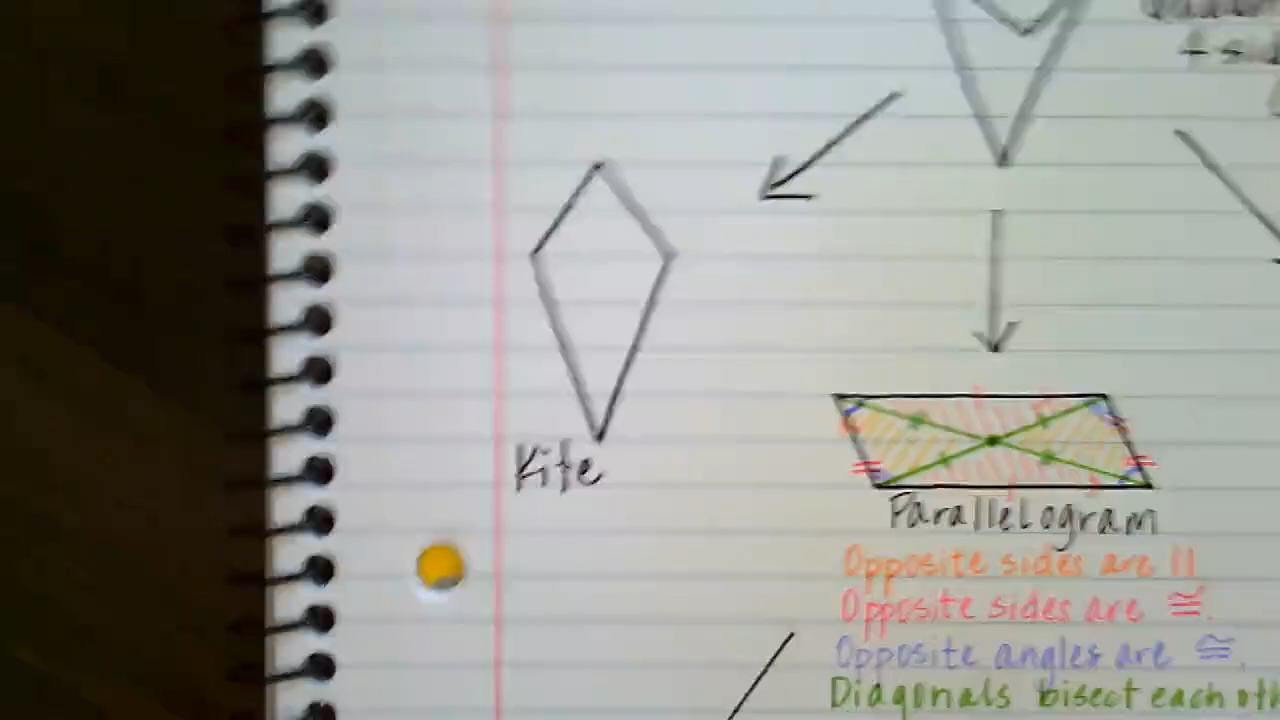 Kite
Parallelogram
Opposite sides are ||
Opposite sides are ≅.
Opposite angles are ≅.
Diagonals bisect each oth